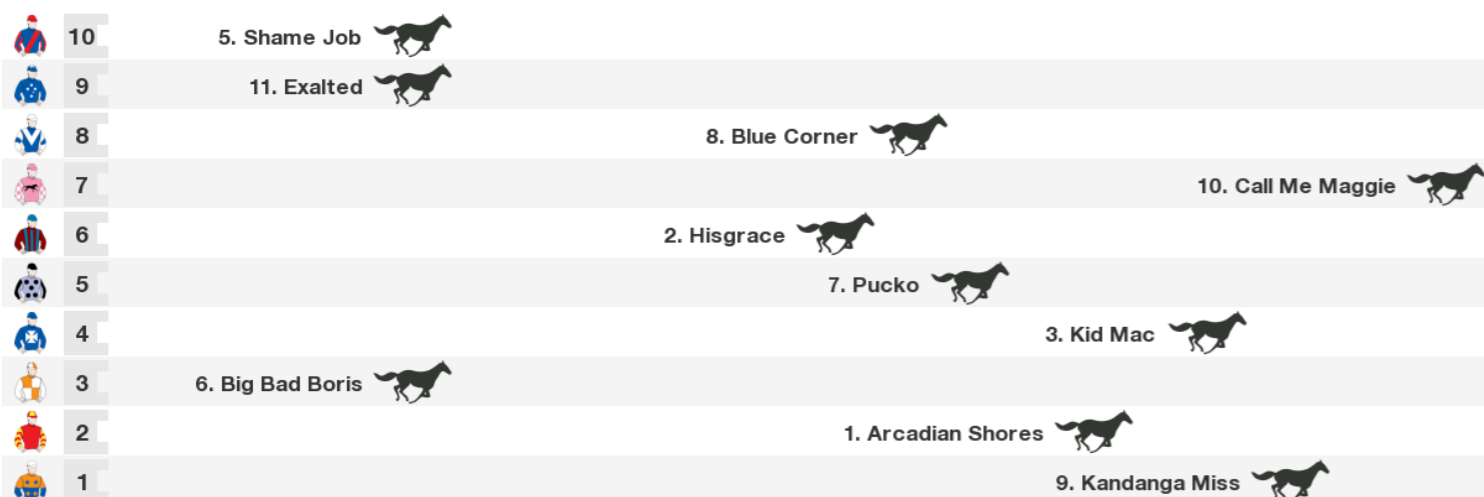 10 5. Shame Job
9 11. Exalted
8 8. Blue Corner
7 10. Call Me Maggie
6 2. Hisgrace
5 7. Pucko
4 3. Kid Mac
3 6. Big Bad Boris
2 1. Arcadian Shores
1 9. Kandanga Miss